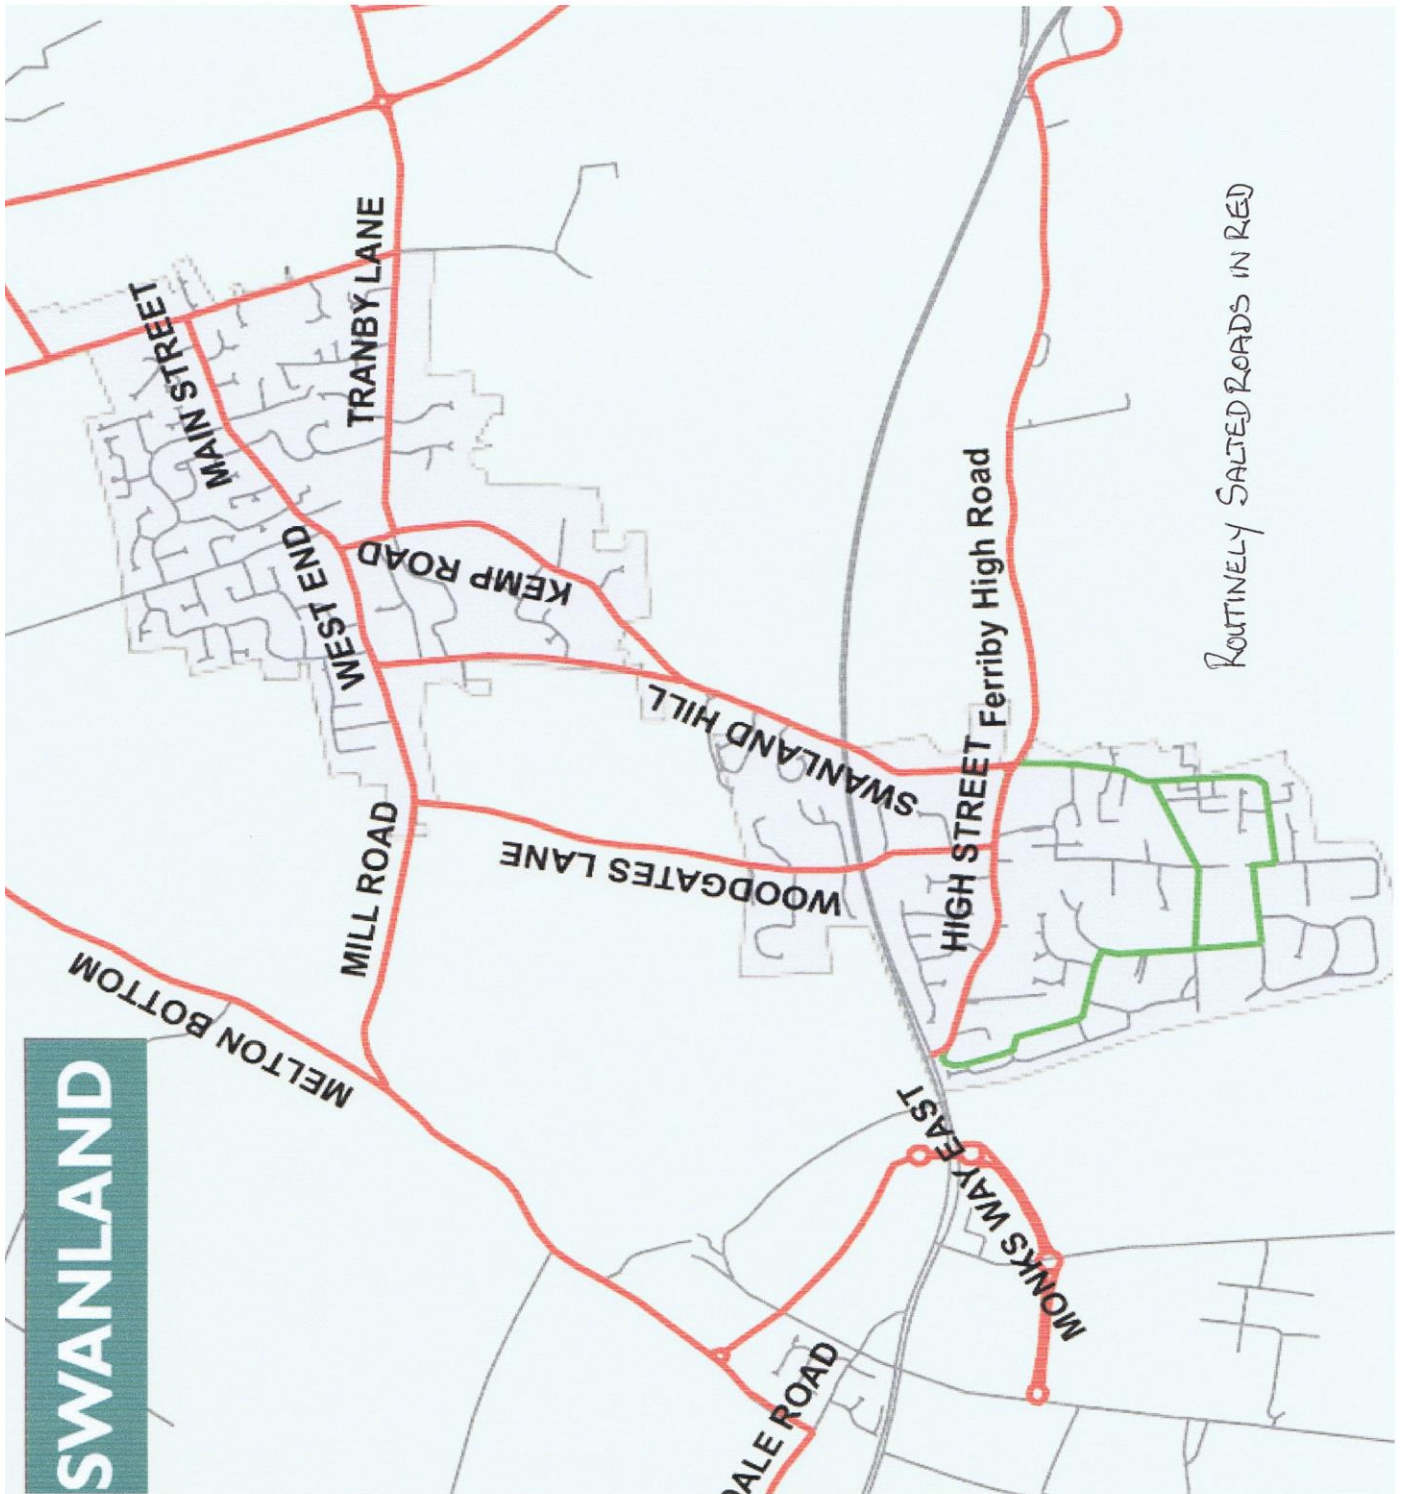 SWANLAND
MELTON BOTTOM
MILL ROAD
WEST END
MAIN STREET
TRANBY LANE
KEMP ROAD
SWANLAND HILL
WOODGATES LANE
HIGH STREET
Ferriby High Road
MONKS WAY EAST
DALE ROAD
ROUTINELY SALTED ROADS IN RED